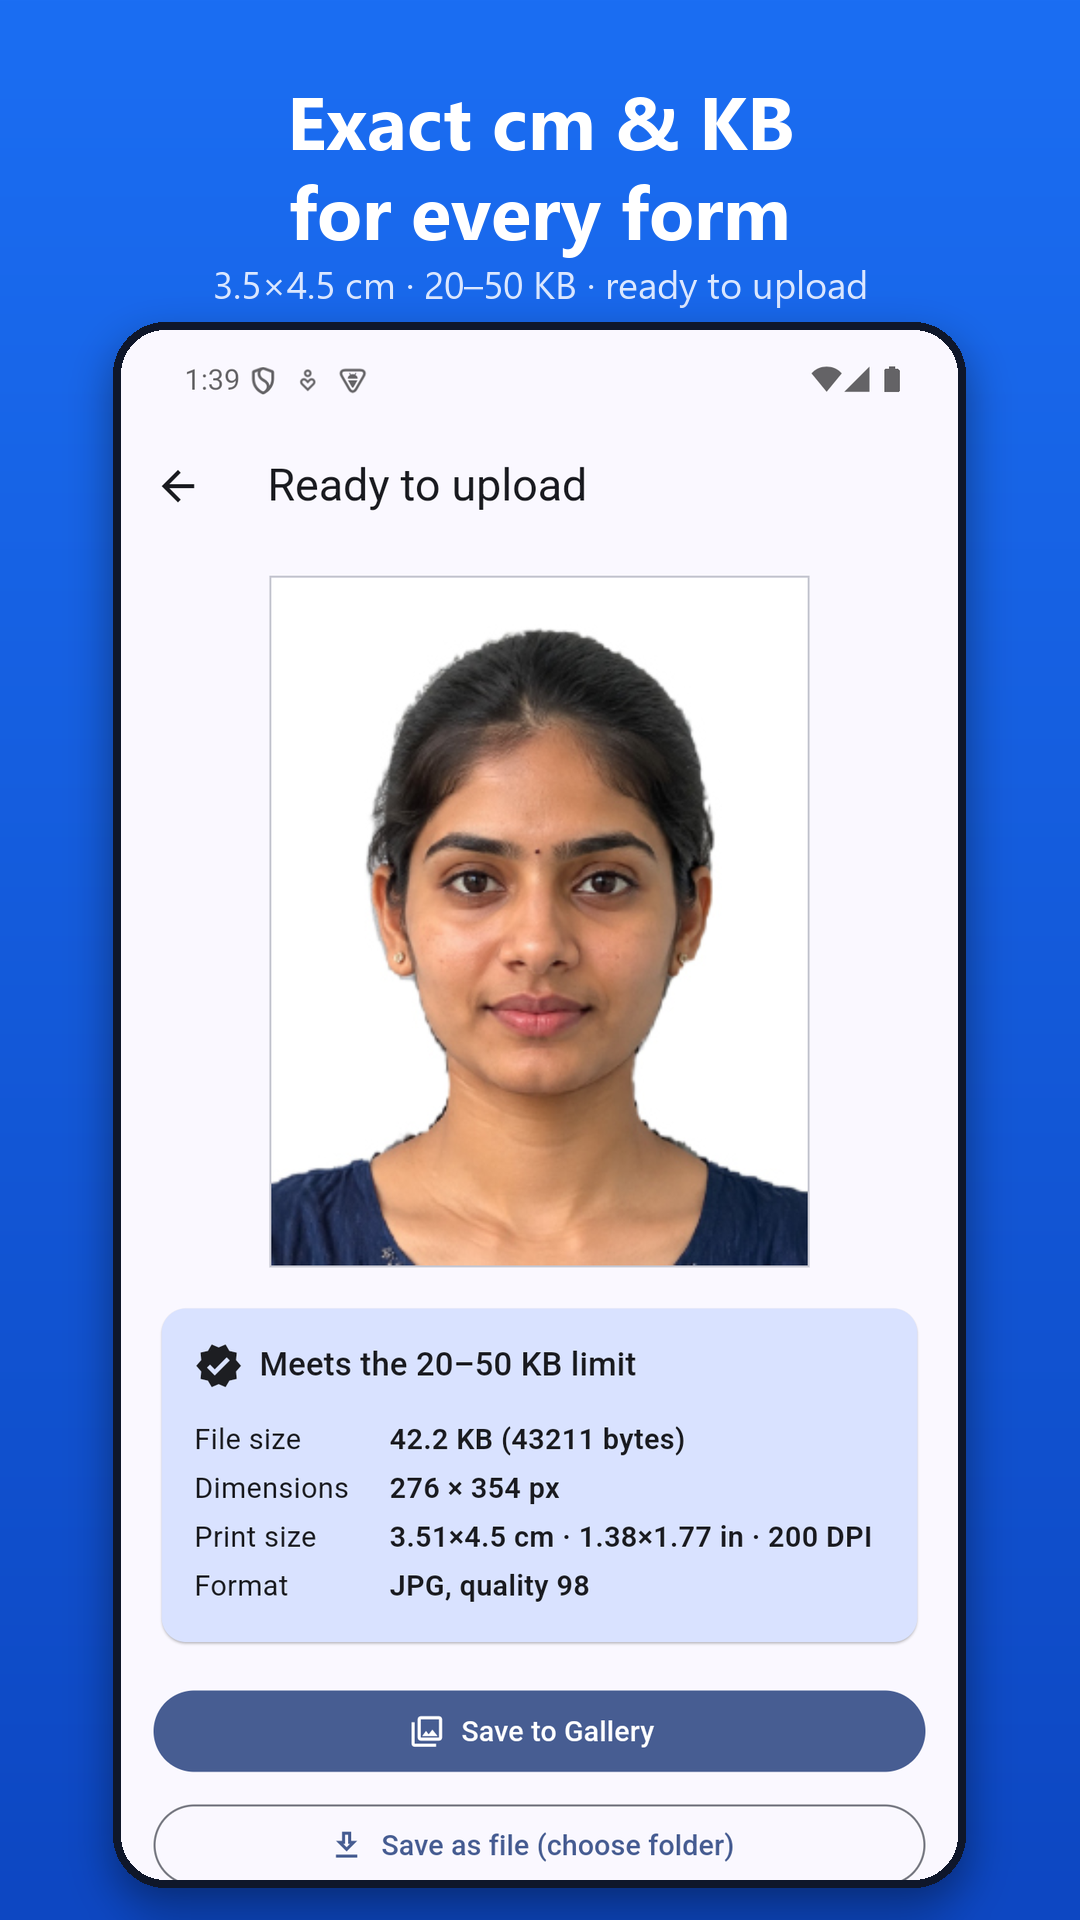 Exact cm & KB
for every form
3.5×4.5 cm · 20–50 KB · ready to upload
1:39
Ready to upload
Meets the 20–50 KB limit
File size 42.2 KB (43211 bytes)
Dimensions 276 × 354 px
Print size 3.51×4.5 cm · 1.38×1.77 in · 200 DPI
Format JPG, quality 98
Save to Gallery
Save as file (choose folder)